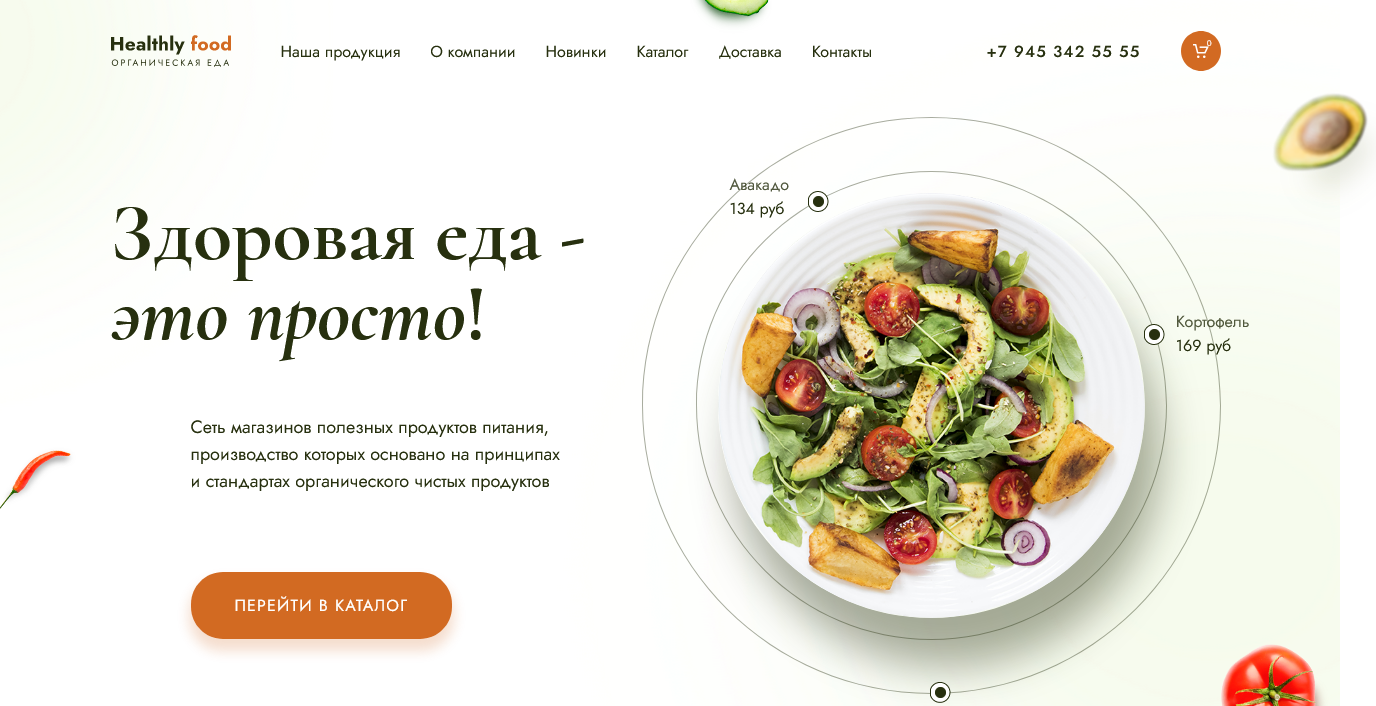 Healthly food
ОРГАНИЧЕСКАЯ ЕДА
Наша продукция
О компании
Новинки
Каталог
Доставка
Контакты
+7 945 342 55 55
0
Здоровая еда -
это просто!
Сеть магазинов полезных продуктов питания,
производство которых основано на принципах
и стандартах органического чистых продуктов
ПЕРЕЙТИ В КАТАЛОГ
Авакадо
134 руб
Кортофель
169 руб